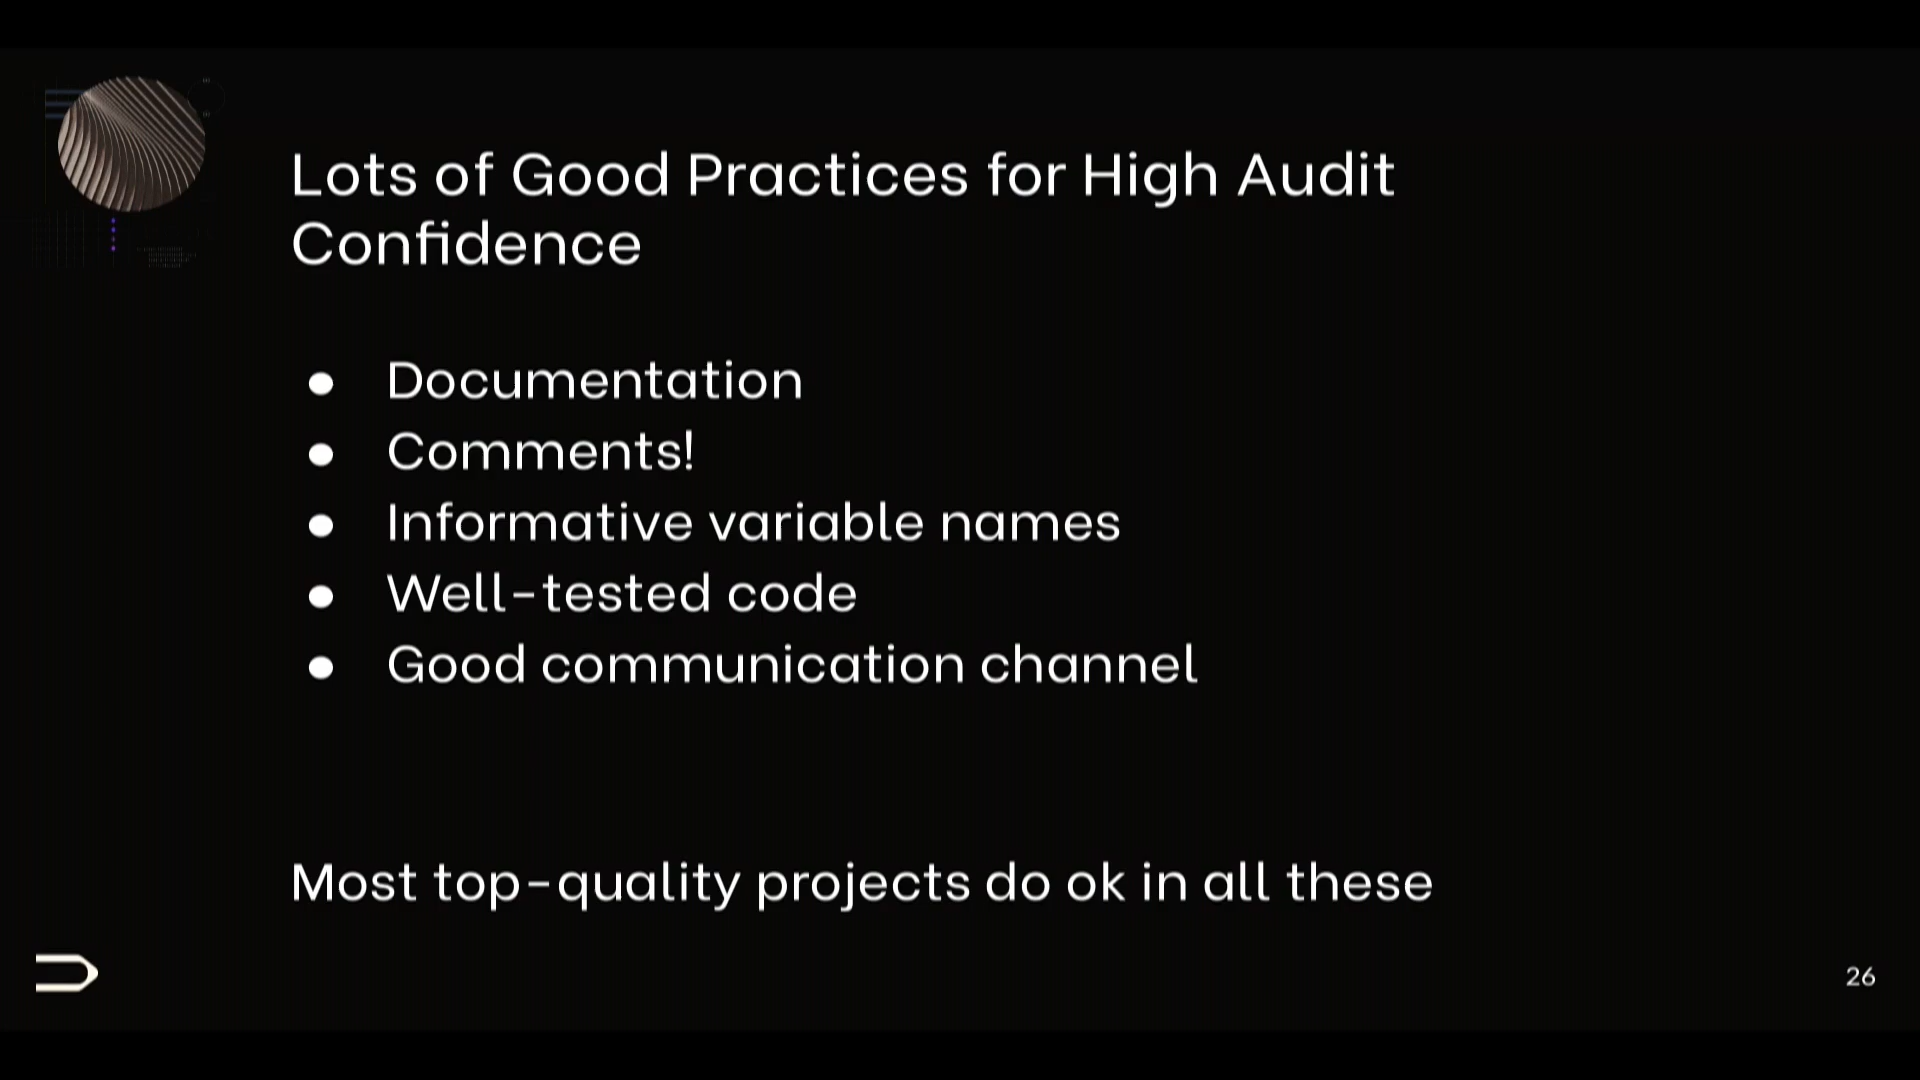 Lots of Good Practices for High Audit
Confidence
● Documentation
● Comments!
● Informative variable names
● Well-tested code
● Good communication channel
Most top-quality projects do ok in all these
26